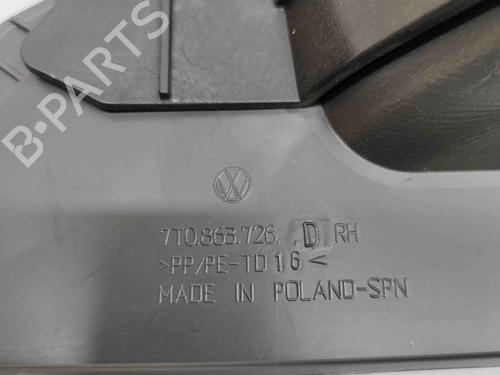 B-PARTS
7T0.863.726. D RH
>PP/PE-TD16<
MADE IN POLAND-SPN